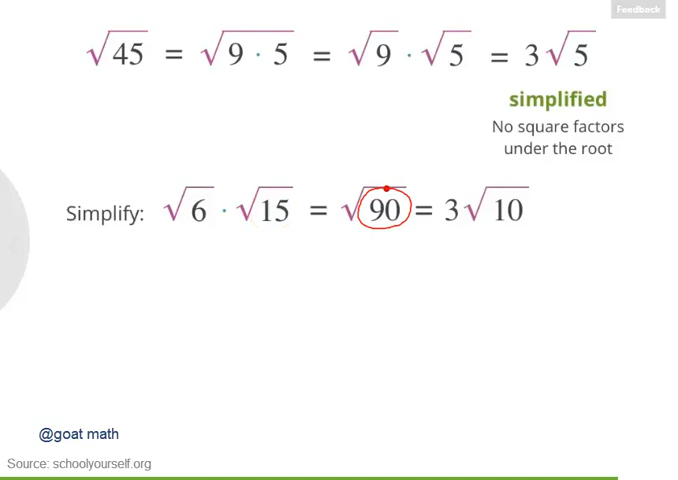 Feedback
√45 = √9 · 5 = √9 · √5 = 3√5
simplified
No square factors
under the root
Simplify: √6 · √15 = √90 = 3√10
@goat math
Source: schoolyourself.org